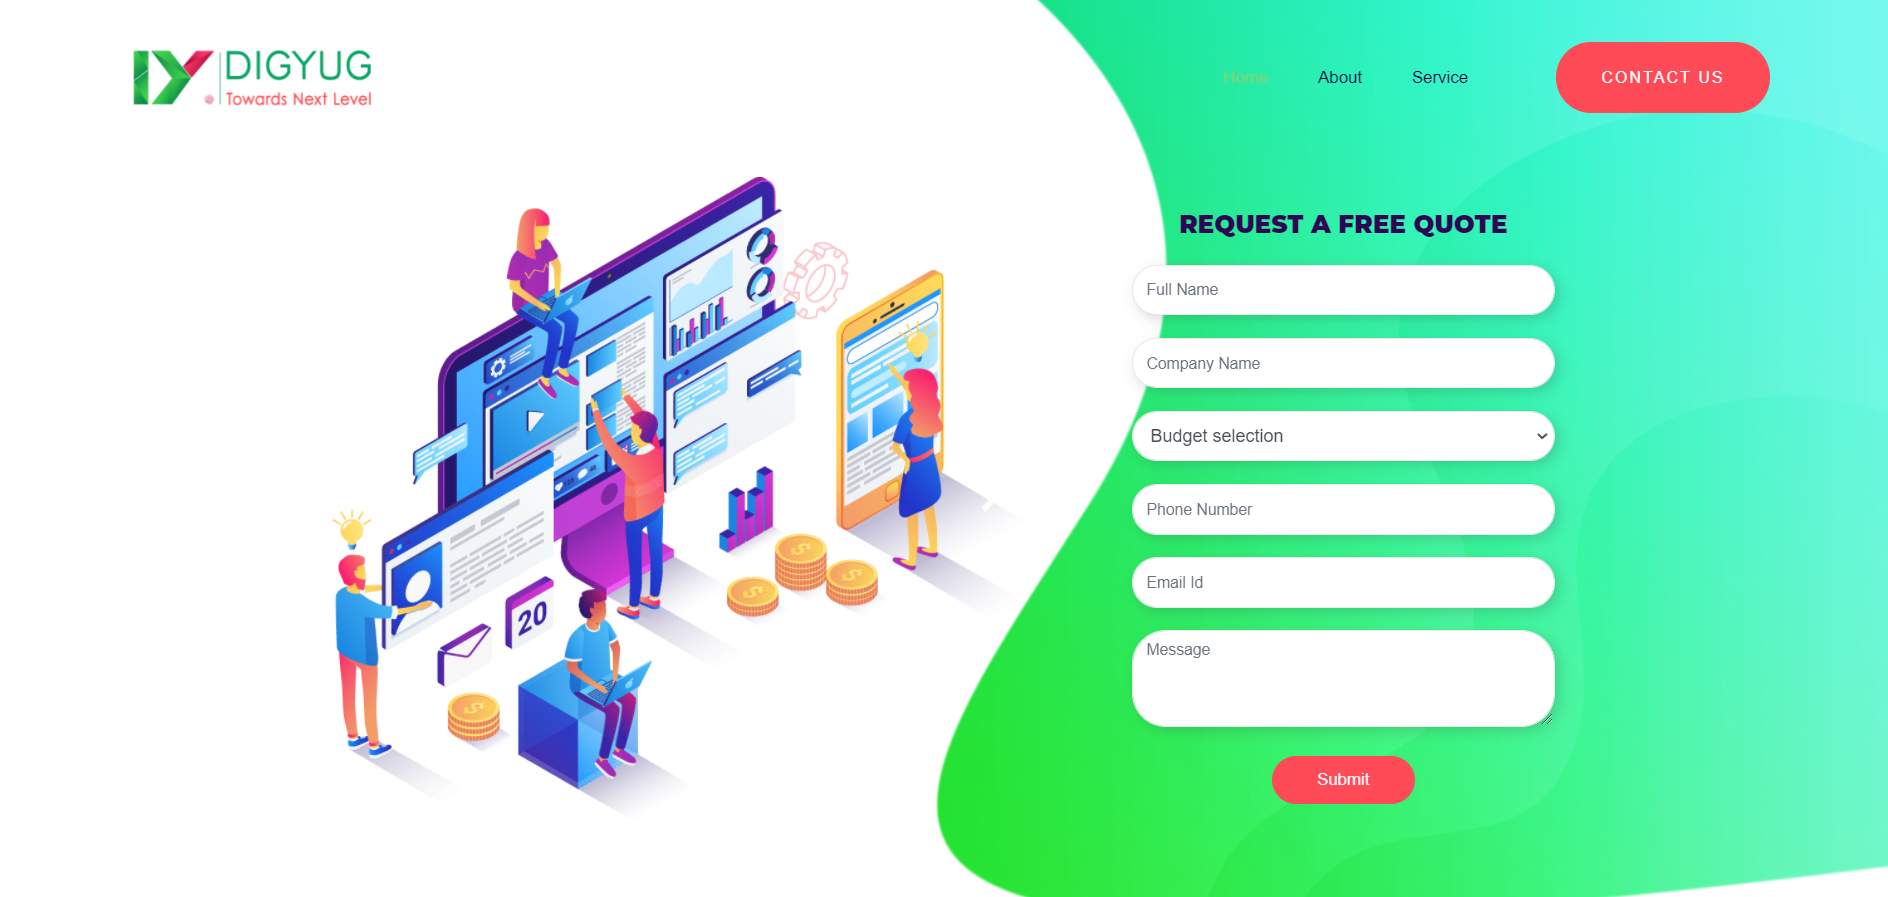 DIGYUG
Towards Next Level
Home
About
Service
CONTACT US
REQUEST A FREE QUOTE
Full Name
Company Name
Budget selection
Phone Number
Email Id
Message
Submit
20